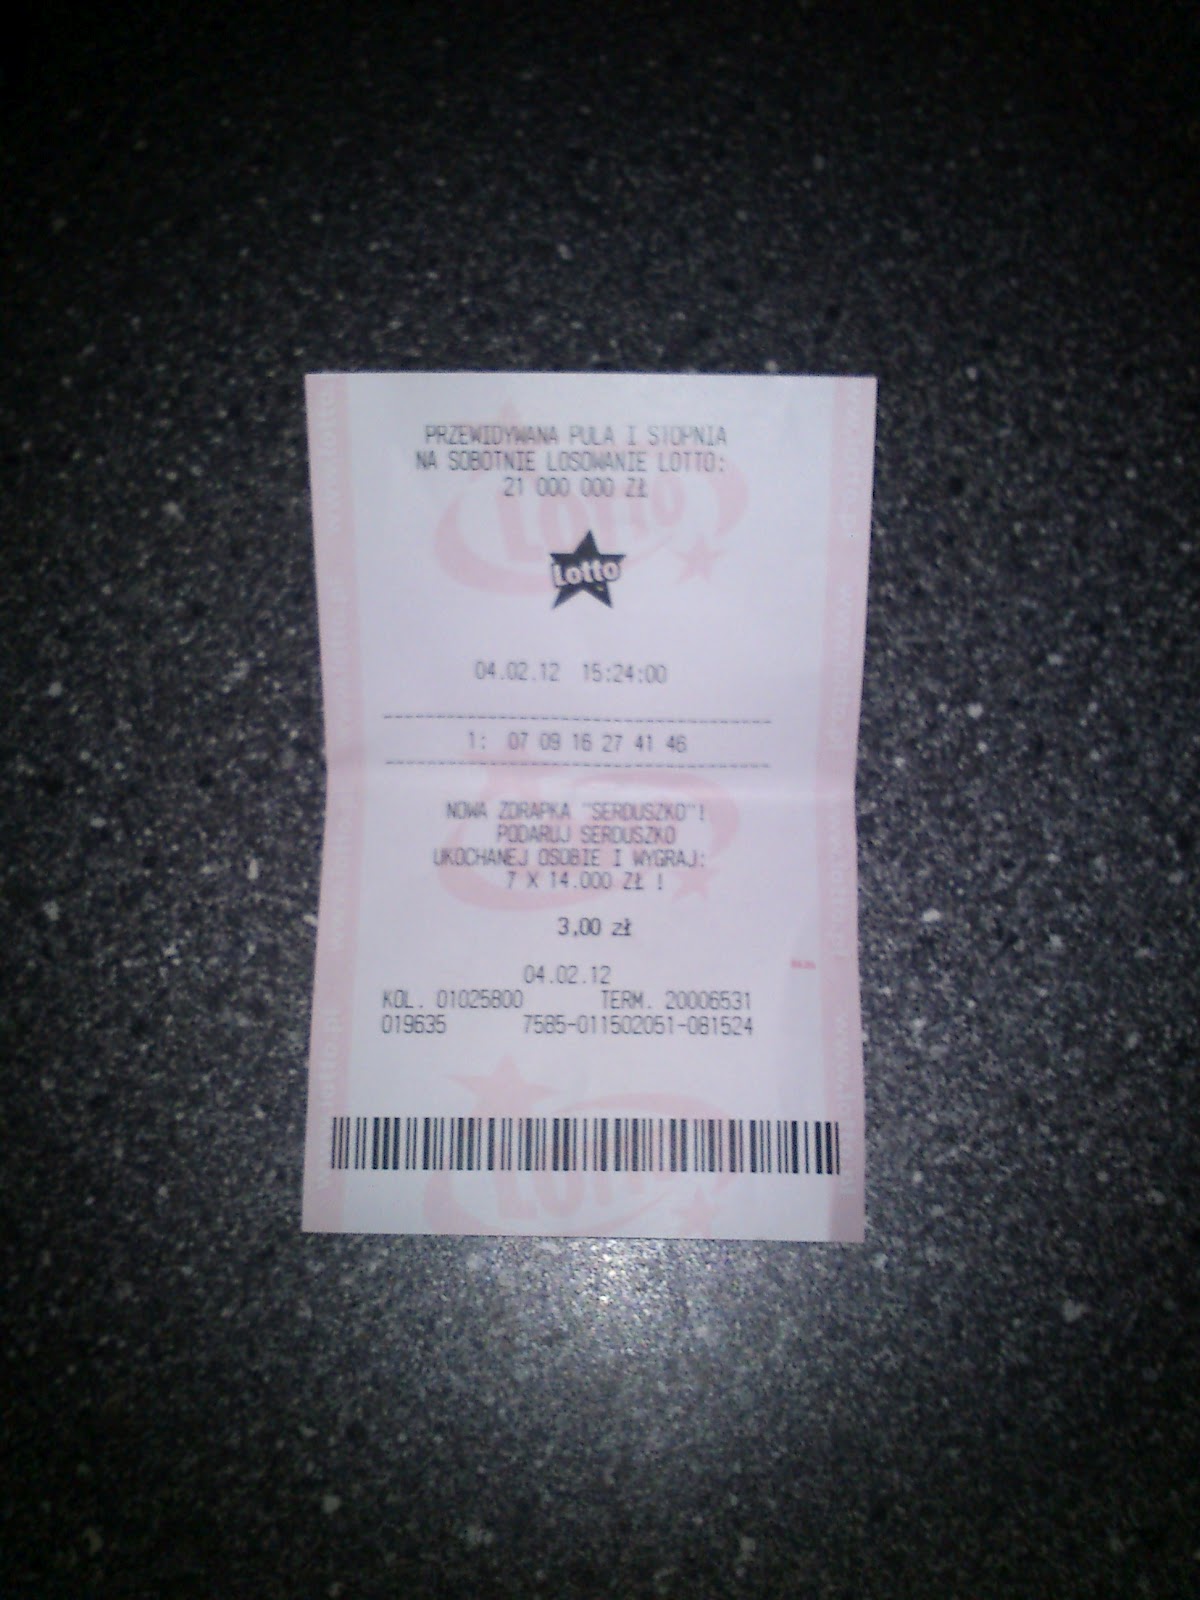 PRZEWIDYWANA PULA I STOPNIA
NA SOBOTNIE LOSOWANIE LOTTO:
21 000 000 ZŁ
Lotto
04.02.12 15:24:00
1: 07 09 16 27 41 46
NOWA ZDRAPKA "SERDUSZKO"!
PODARUJ SERDUSZKO
UKOCHANEJ OSOBIE I WYGRAJ:
7 X 14.000 ZŁ !
3,00 zł
04.02.12
KOL. 01025800 TERM. 20006531
019635 7585-011502051-081524
LOTTO
LOTTO